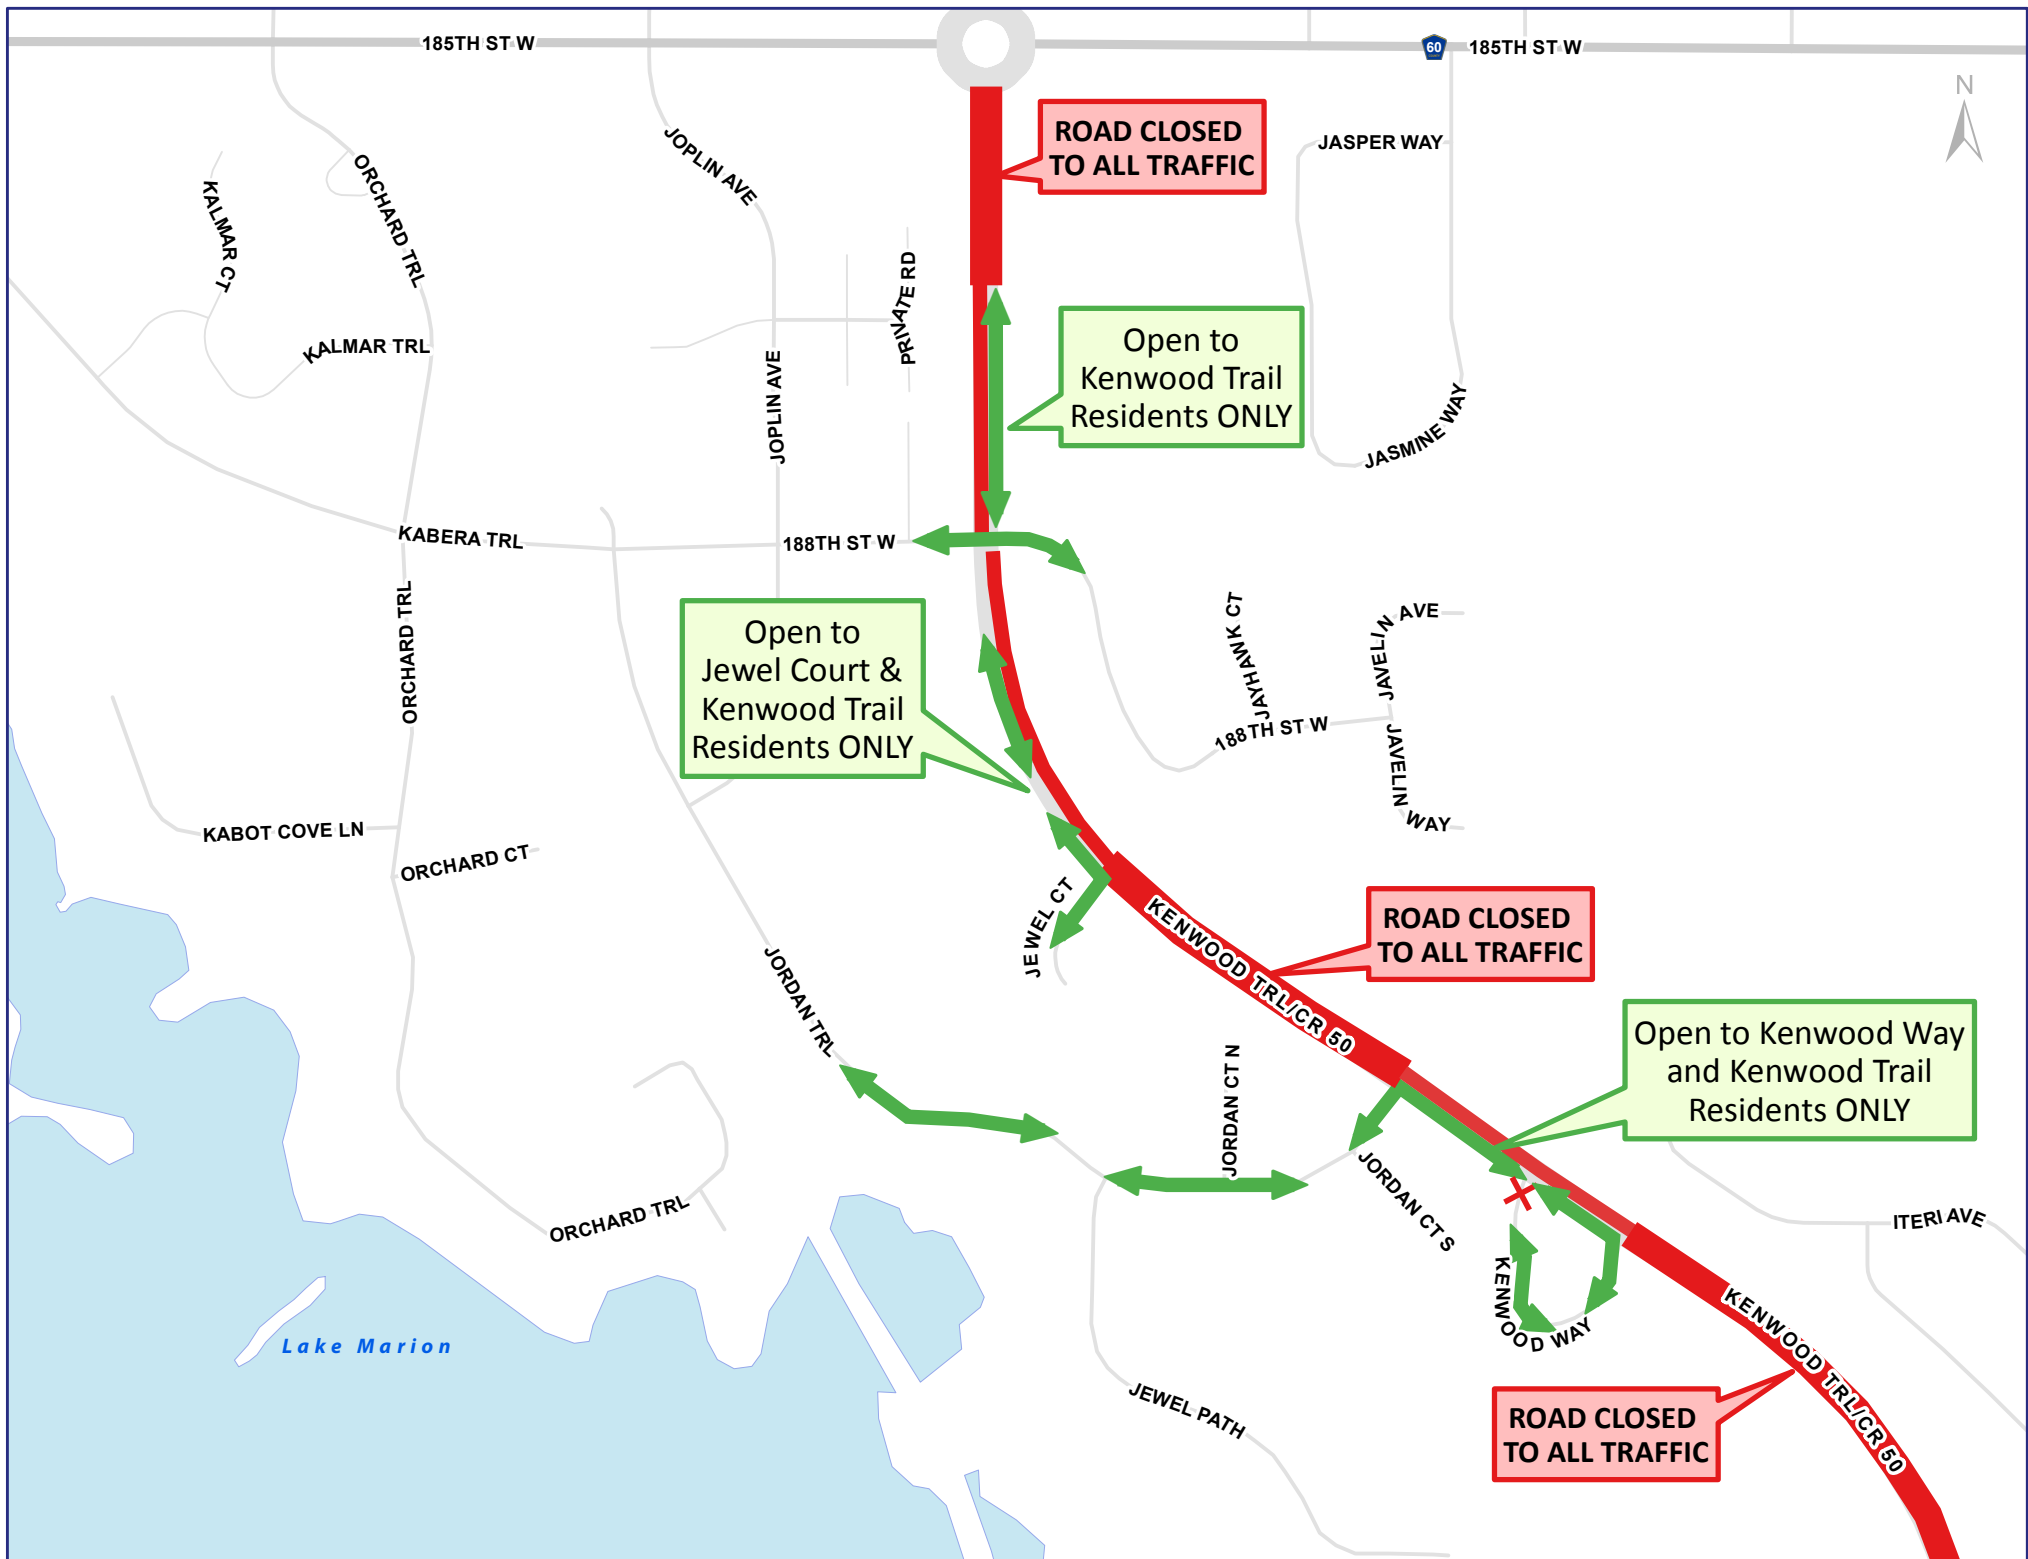 185TH ST W
60
185TH ST W
N
ROAD CLOSED
TO ALL TRAFFIC
JASPER WAY
JOPLIN AVE
ORCHARD TRL
KALMAR CT
PRIVATE RD
KALMAR TRL
Open to
Kenwood Trail
Residents ONLY
JOPLIN AVE
JASMINE WAY
KABERA TRL
188TH ST W
ORCHARD TRL
JAYHAWK CT
JAVELIN AVE
Open to
Jewel Court &
Kenwood Trail
Residents ONLY
188TH ST W
JAVELIN WAY
KABOT COVE LN
ORCHARD CT
JEWEL CT
KENWOOD TRL/CR 50
ROAD CLOSED
TO ALL TRAFFIC
JORDAN TRL
Open to Kenwood Way
and Kenwood Trail
Residents ONLY
JORDAN CT N
JORDAN CT S
ORCHARD TRL
ITERI AVE
KENWOOD WAY
Lake Marion
KENWOOD TRL/CR 50
JEWEL PATH
ROAD CLOSED
TO ALL TRAFFIC